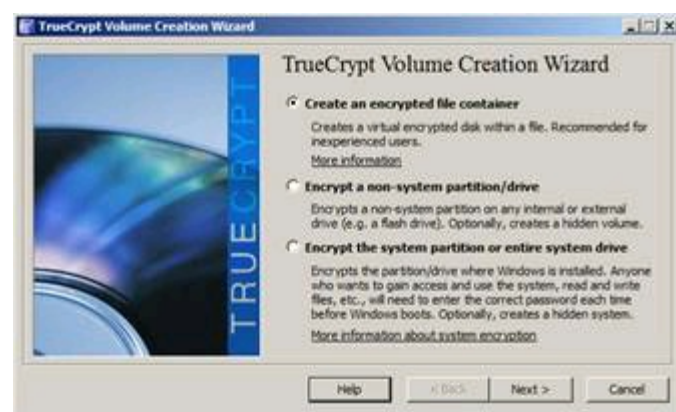 TrueCrypt Volume Creation Wizard
TRUECRYPT
TrueCrypt Volume Creation Wizard
Create an encrypted file container
Creates a virtual encrypted disk within a file. Recommended for
inexperienced users.
More information
Encrypt a non-system partition/drive
Encrypts a non-system partition on any internal or external
drive (e.g. a flash drive). Optionally, creates a hidden volume.
Encrypt the system partition or entire system drive
Encrypts the partition/drive where Windows is installed. Anyone
who wants to gain access and use the system, read and write
files, etc., will need to enter the correct password each time
before Windows boots. Optionally, creates a hidden system.
More information about system encryption
Help < Back Next > Cancel